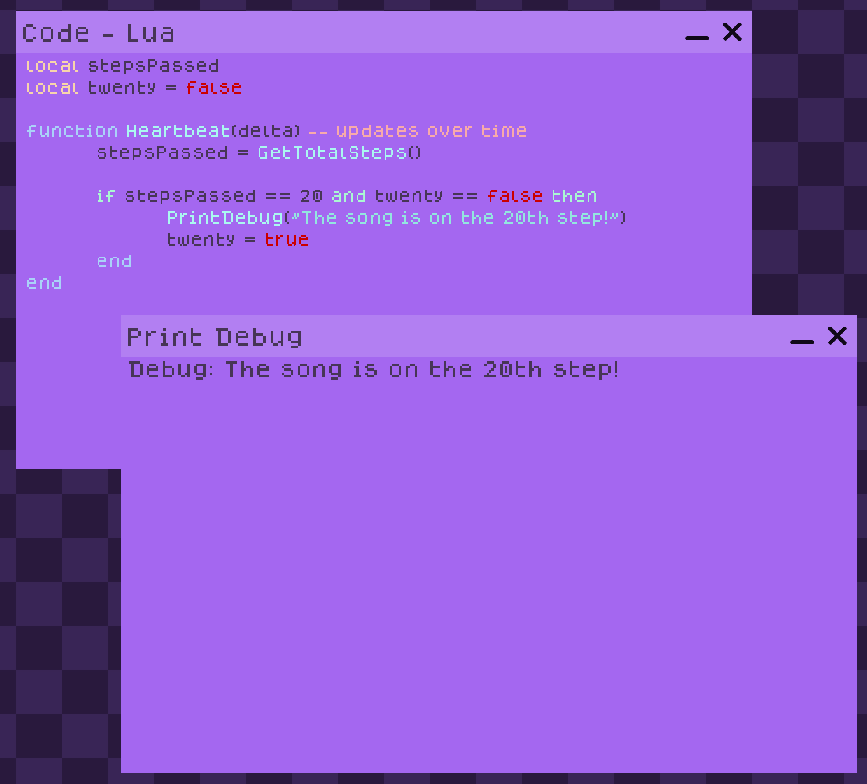 Code - Lua
local stepsPassed
local twenty = false
function Heartbeat(delta) -- updates over time
stepsPassed = GetTotalSteps()
if stepsPassed == 20 and twenty == false then
PrintDebug("The song is on the 20th step!")
twenty = true
end
end
Print Debug
Debug: The song is on the 20th step!